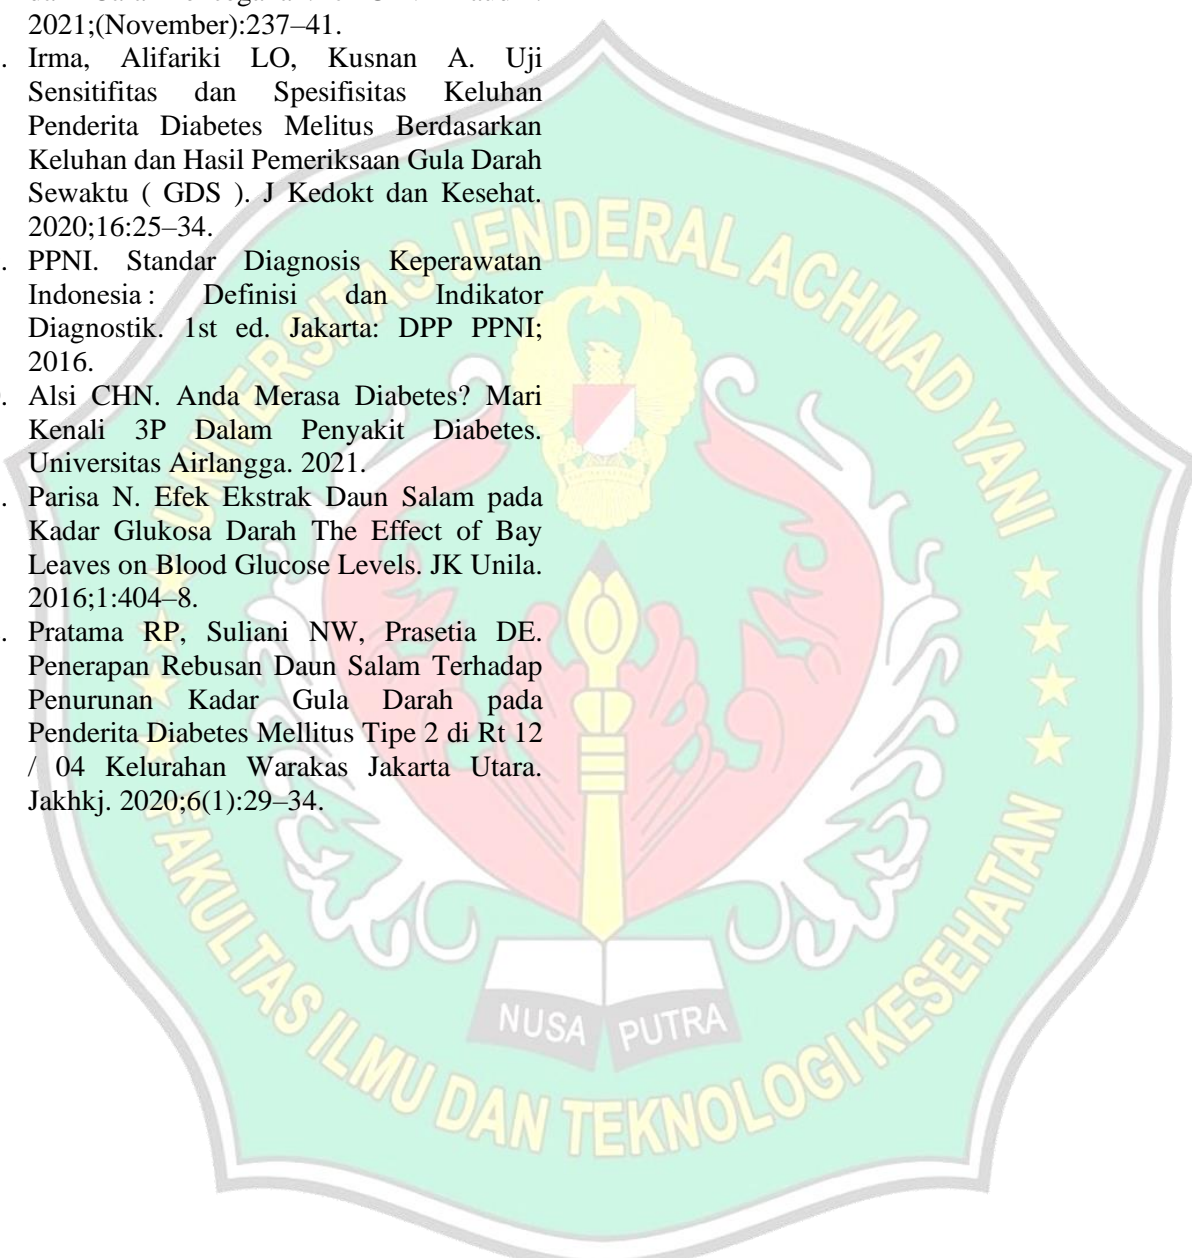 2021;(November):237–41.
. Irma, Alifariki LO, Kusnan A. Uji
Sensitifitas dan Spesifisitas Keluhan
Penderita Diabetes Melitus Berdasarkan
Keluhan dan Hasil Pemeriksaan Gula Darah
Sewaktu ( GDS ). J Kedokt dan Kesehat.
2020;16:25–34.
. PPNI. Standar Diagnosis Keperawatan
Indonesia : Definisi dan Indikator
Diagnostik. 1st ed. Jakarta: DPP PPNI;
2016.
. Alsi CHN. Anda Merasa Diabetes? Mari
Kenali 3P Dalam Penyakit Diabetes.
Universitas Airlangga. 2021.
. Parisa N. Efek Ekstrak Daun Salam pada
Kadar Glukosa Darah The Effect of Bay
Leaves on Blood Glucose Levels. JK Unila.
2016;1:404–8.
. Pratama RP, Suliani NW, Prasetia DE.
Penerapan Rebusan Daun Salam Terhadap
Penurunan Kadar Gula Darah pada
Penderita Diabetes Mellitus Tipe 2 di Rt 12
/ 04 Kelurahan Warakas Jakarta Utara.
Jakhkj. 2020;6(1):29–34.
UNIVERSITAS JENDERAL ACHMAD YANI
NUSA PUTRA
FAKULTAS ILMU DAN TEKNOLOGI KESEHATAN